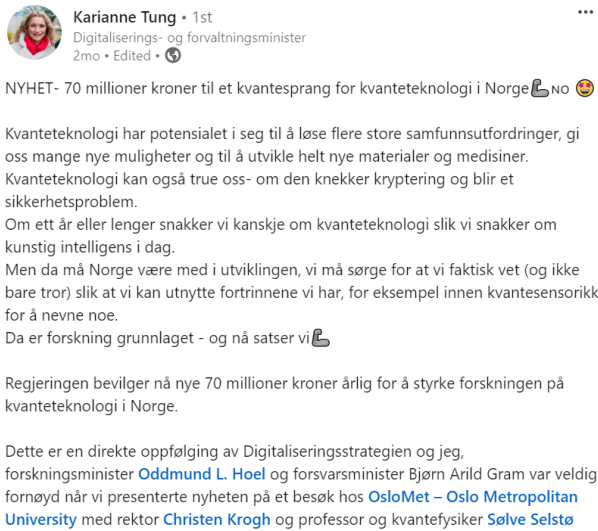 Karianne Tung • 1st
Digitaliserings- og forvaltningsminister
2mo • Edited •
NYHET- 70 millioner kroner til et kvantesprang for kvanteteknologi i Norge💪NO 🤩
Kvanteteknologi har potensialet i seg til å løse flere store samfunnsutfordringer, gi
oss mange nye muligheter og til å utvikle helt nye materialer og medisiner.
Kvanteteknologi kan også true oss- om den knekker kryptering og blir et
sikkerhetsproblem.
Om ett år eller lenger snakker vi kanskje om kvanteteknologi slik vi snakker om
kunstig intelligens i dag.
Men da må Norge være med i utviklingen, vi må sørge for at vi faktisk vet (og ikke
bare tror) slik at vi kan utnytte fortrinnene vi har, for eksempel innen kvantesensorikk
for å nevne noe.
Da er forskning grunnlaget - og nå satser vi💪
Regjeringen bevilger nå nye 70 millioner kroner årlig for å styrke forskningen på
kvanteteknologi i Norge.
Dette er en direkte oppfølging av Digitaliseringsstrategien og jeg,
forskningsminister Oddmund L. Hoel og forsvarsminister Bjørn Arild Gram var veldig
fornøyd når vi presenterte nyheten på et besøk hos OsloMet – Oslo Metropolitan
University med rektor Christen Krogh og professor og kvantefysiker Sølve Selstø